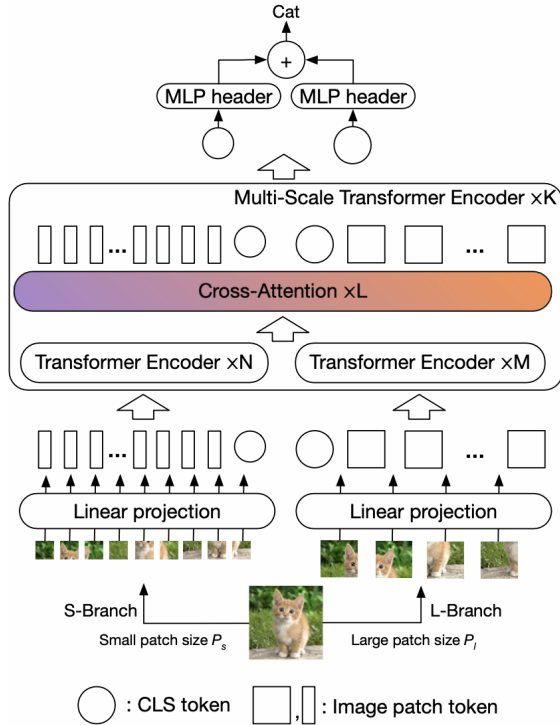 Cat
+
MLP header
MLP header
Multi-Scale Transformer Encoder ×K
...
...
Cross-Attention ×L
Transformer Encoder ×N
Transformer Encoder ×M
...
...
Linear projection
Linear projection
S-Branch
L-Branch
Small patch size Ps
Large patch size Pl
: CLS token
, : Image patch token